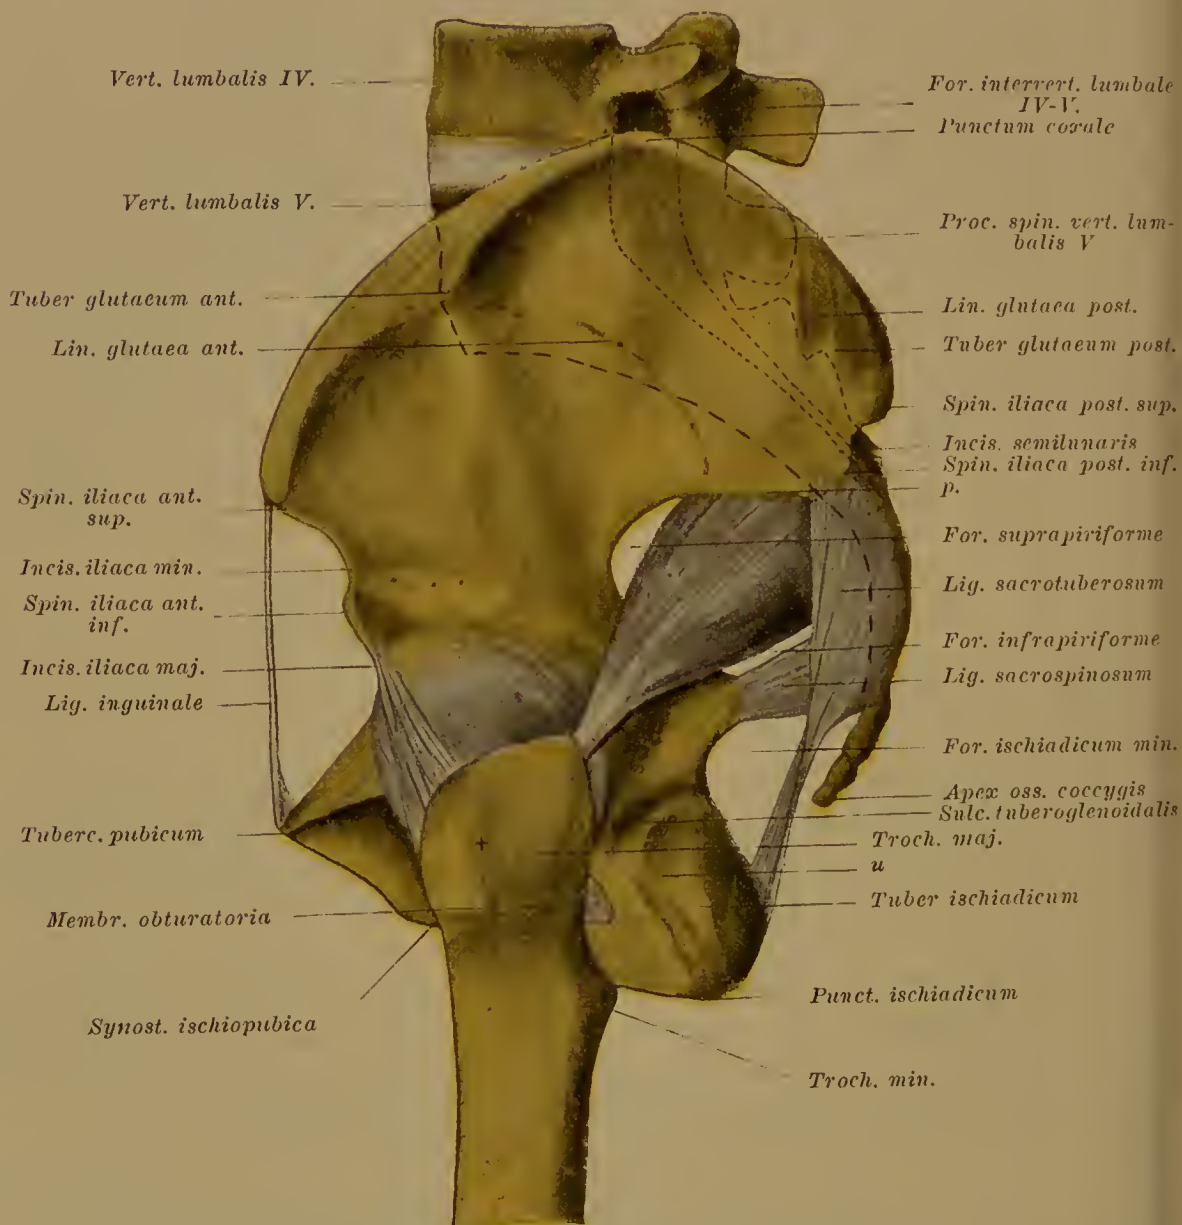 Vert. lumbalis IV.
Vert. lumbalis V.
Tuber glutaeum ant.
Lin. glutaea ant.
Spin. iliaca ant.
sup.
Incis. iliaca min.
Spin. iliaca ant.
inf.
Incis. iliaca maj.
Lig. inguinale
Tuberc. pubicum
Membr. obturatoria
Synost. ischiopubica
For. intervert. lumbale
IV-V.
Punctum coxale
Proc. spin. vert. lum-
balis V
Lin. glutaea post.
Tuber glutaeum post.
Spin. iliaca post. sup.
Incis. semilunaris
Spin. iliaca post. inf.
p.
For. suprapiriforme
Lig. sacrotuberosum
For. infrapiriforme
Lig. sacrospinosum
For. ischiadicum min.
Apex oss. coccygis
Sulc. tuberoglenoidalis
Troch. maj.
u
Tuber ischiadicum
Punct. ischiadicum
Troch. min.